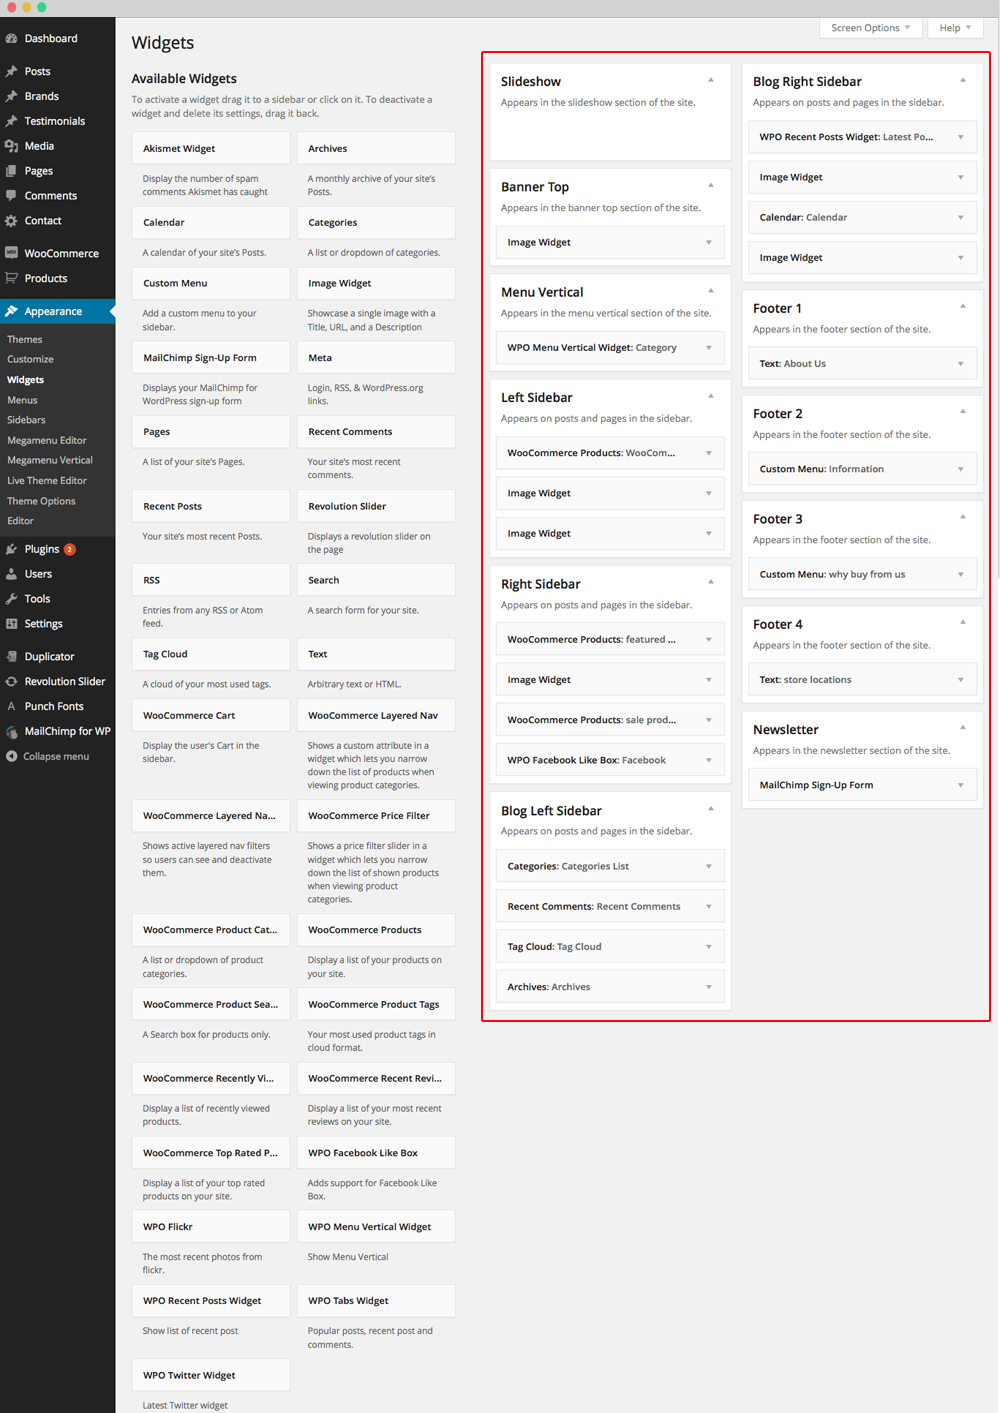 Screen Options
Help
Dashboard
Posts
Brands
Testimonials
Media
Pages
Comments
Contact
WooCommerce
Products
Appearance
Themes
Customize
Widgets
Menus
Sidebars
Megamenu Editor
Megamenu Vertical
Live Theme Editor
Theme Options
Editor
Plugins 2
Users
Tools
Settings
Duplicator
Revolution Slider
Punch Fonts
MailChimp for WP
Collapse menu
Widgets
Available Widgets
To activate a widget drag it to a sidebar or click on it. To deactivate a
widget and delete its settings, drag it back.
Akismet Widget
Display the number of spam
comments Akismet has caught
Archives
A monthly archive of your site's
Posts.
Calendar
A calendar of your site's Posts.
Categories
A list or dropdown of categories.
Custom Menu
Add a custom menu to your
sidebar.
Image Widget
Showcase a single image with a
Title, URL, and a Description
MailChimp Sign-Up Form
Displays your MailChimp for
WordPress sign-up form
Meta
Login, RSS, & WordPress.org
links.
Pages
A list of your site's Pages.
Recent Comments
Your site's most recent
comments.
Recent Posts
Your site's most recent Posts.
Revolution Slider
Displays a revolution slider on
the page
RSS
Entries from any RSS or Atom
feed.
Search
A search form for your site.
Tag Cloud
A cloud of your most used tags.
Text
Arbitrary text or HTML.
WooCommerce Cart
Display the user's Cart in the
sidebar.
WooCommerce Layered Nav
Shows a custom attribute in a
widget which lets you narrow
down the list of products when
viewing product categories.
WooCommerce Layered Na...
Shows active layered nav filters
so users can see and deactivate
them.
WooCommerce Price Filter
Shows a price filter slider in a
widget which lets you narrow
down the list of shown products
when viewing product
categories.
WooCommerce Product Cat...
A list or dropdown of product
categories.
WooCommerce Products
Display a list of your products on
your site.
WooCommerce Product Sea...
A Search box for products only.
WooCommerce Product Tags
Your most used product tags in
cloud format.
WooCommerce Recently Vi...
Display a list of recently viewed
products.
WooCommerce Recent Revi...
Display a list of your most recent
reviews on your site.
WooCommerce Top Rated P...
Display a list of your top rated
products on your site.
WPO Facebook Like Box
Adds support for Facebook Like
Box.
WPO Flickr
The most recent photos from
flickr.
WPO Menu Vertical Widget
Show Menu Vertical
WPO Recent Posts Widget
Show list of recent post
WPO Tabs Widget
Popular posts, recent post and
comments.
WPO Twitter Widget
Latest Twitter widget
Slideshow
Appears in the slideshow section of the site.
Banner Top
Appears in the banner top section of the site.
Image Widget
Menu Vertical
Appears in the menu vertical section of the site.
WPO Menu Vertical Widget: Category
Left Sidebar
Appears on posts and pages in the sidebar.
WooCommerce Products: WooCom...
Image Widget
Image Widget
Right Sidebar
Appears on posts and pages in the sidebar.
WooCommerce Products: featured ...
Image Widget
WooCommerce Products: sale prod...
WPO Facebook Like Box: Facebook
Blog Left Sidebar
Appears on posts and pages in the sidebar.
Categories: Categories List
Recent Comments: Recent Comments
Tag Cloud: Tag Cloud
Archives: Archives
Blog Right Sidebar
Appears on posts and pages in the sidebar.
WPO Recent Posts Widget: Latest Po...
Image Widget
Calendar: Calendar
Image Widget
Footer 1
Appears in the footer section of the site.
Text: About Us
Footer 2
Appears in the footer section of the site.
Custom Menu: Information
Footer 3
Appears in the footer section of the site.
Custom Menu: why buy from us
Footer 4
Appears in the footer section of the site.
Text: store locations
Newsletter
Appears in the newsletter section of the site.
MailChimp Sign-Up Form